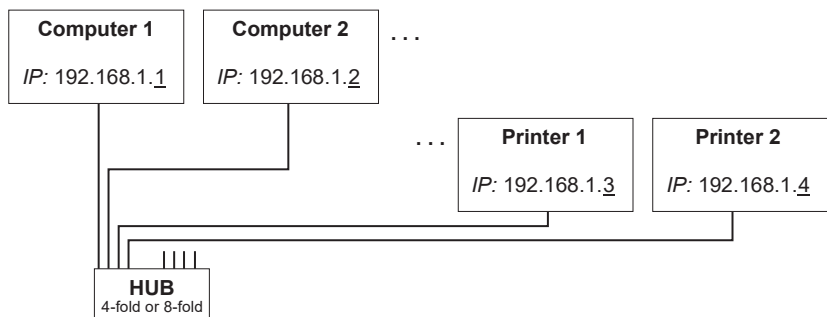 Computer 1
IP: 192.168.1.1
Computer 2
IP: 192.168.1.2
. . .
. . .
Printer 1
IP: 192.168.1.3
Printer 2
IP: 192.168.1.4
HUB
4-fold or 8-fold